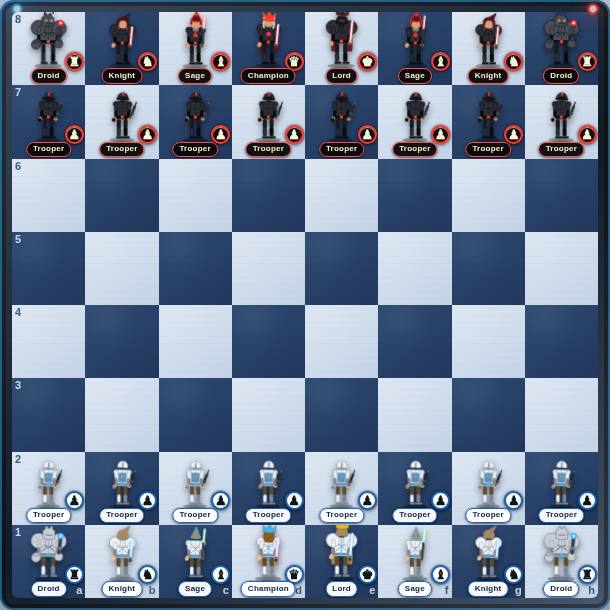 8
Droid Knight Sage Champion Lord Sage Knight Droid
7
Trooper Trooper Trooper Trooper Trooper Trooper Trooper Trooper
6
5
4
3
2
Trooper Trooper Trooper Trooper Trooper Trooper Trooper Trooper
1
Droid a Knight b Sage c Champion d Lord e Sage f Knight g Droid h